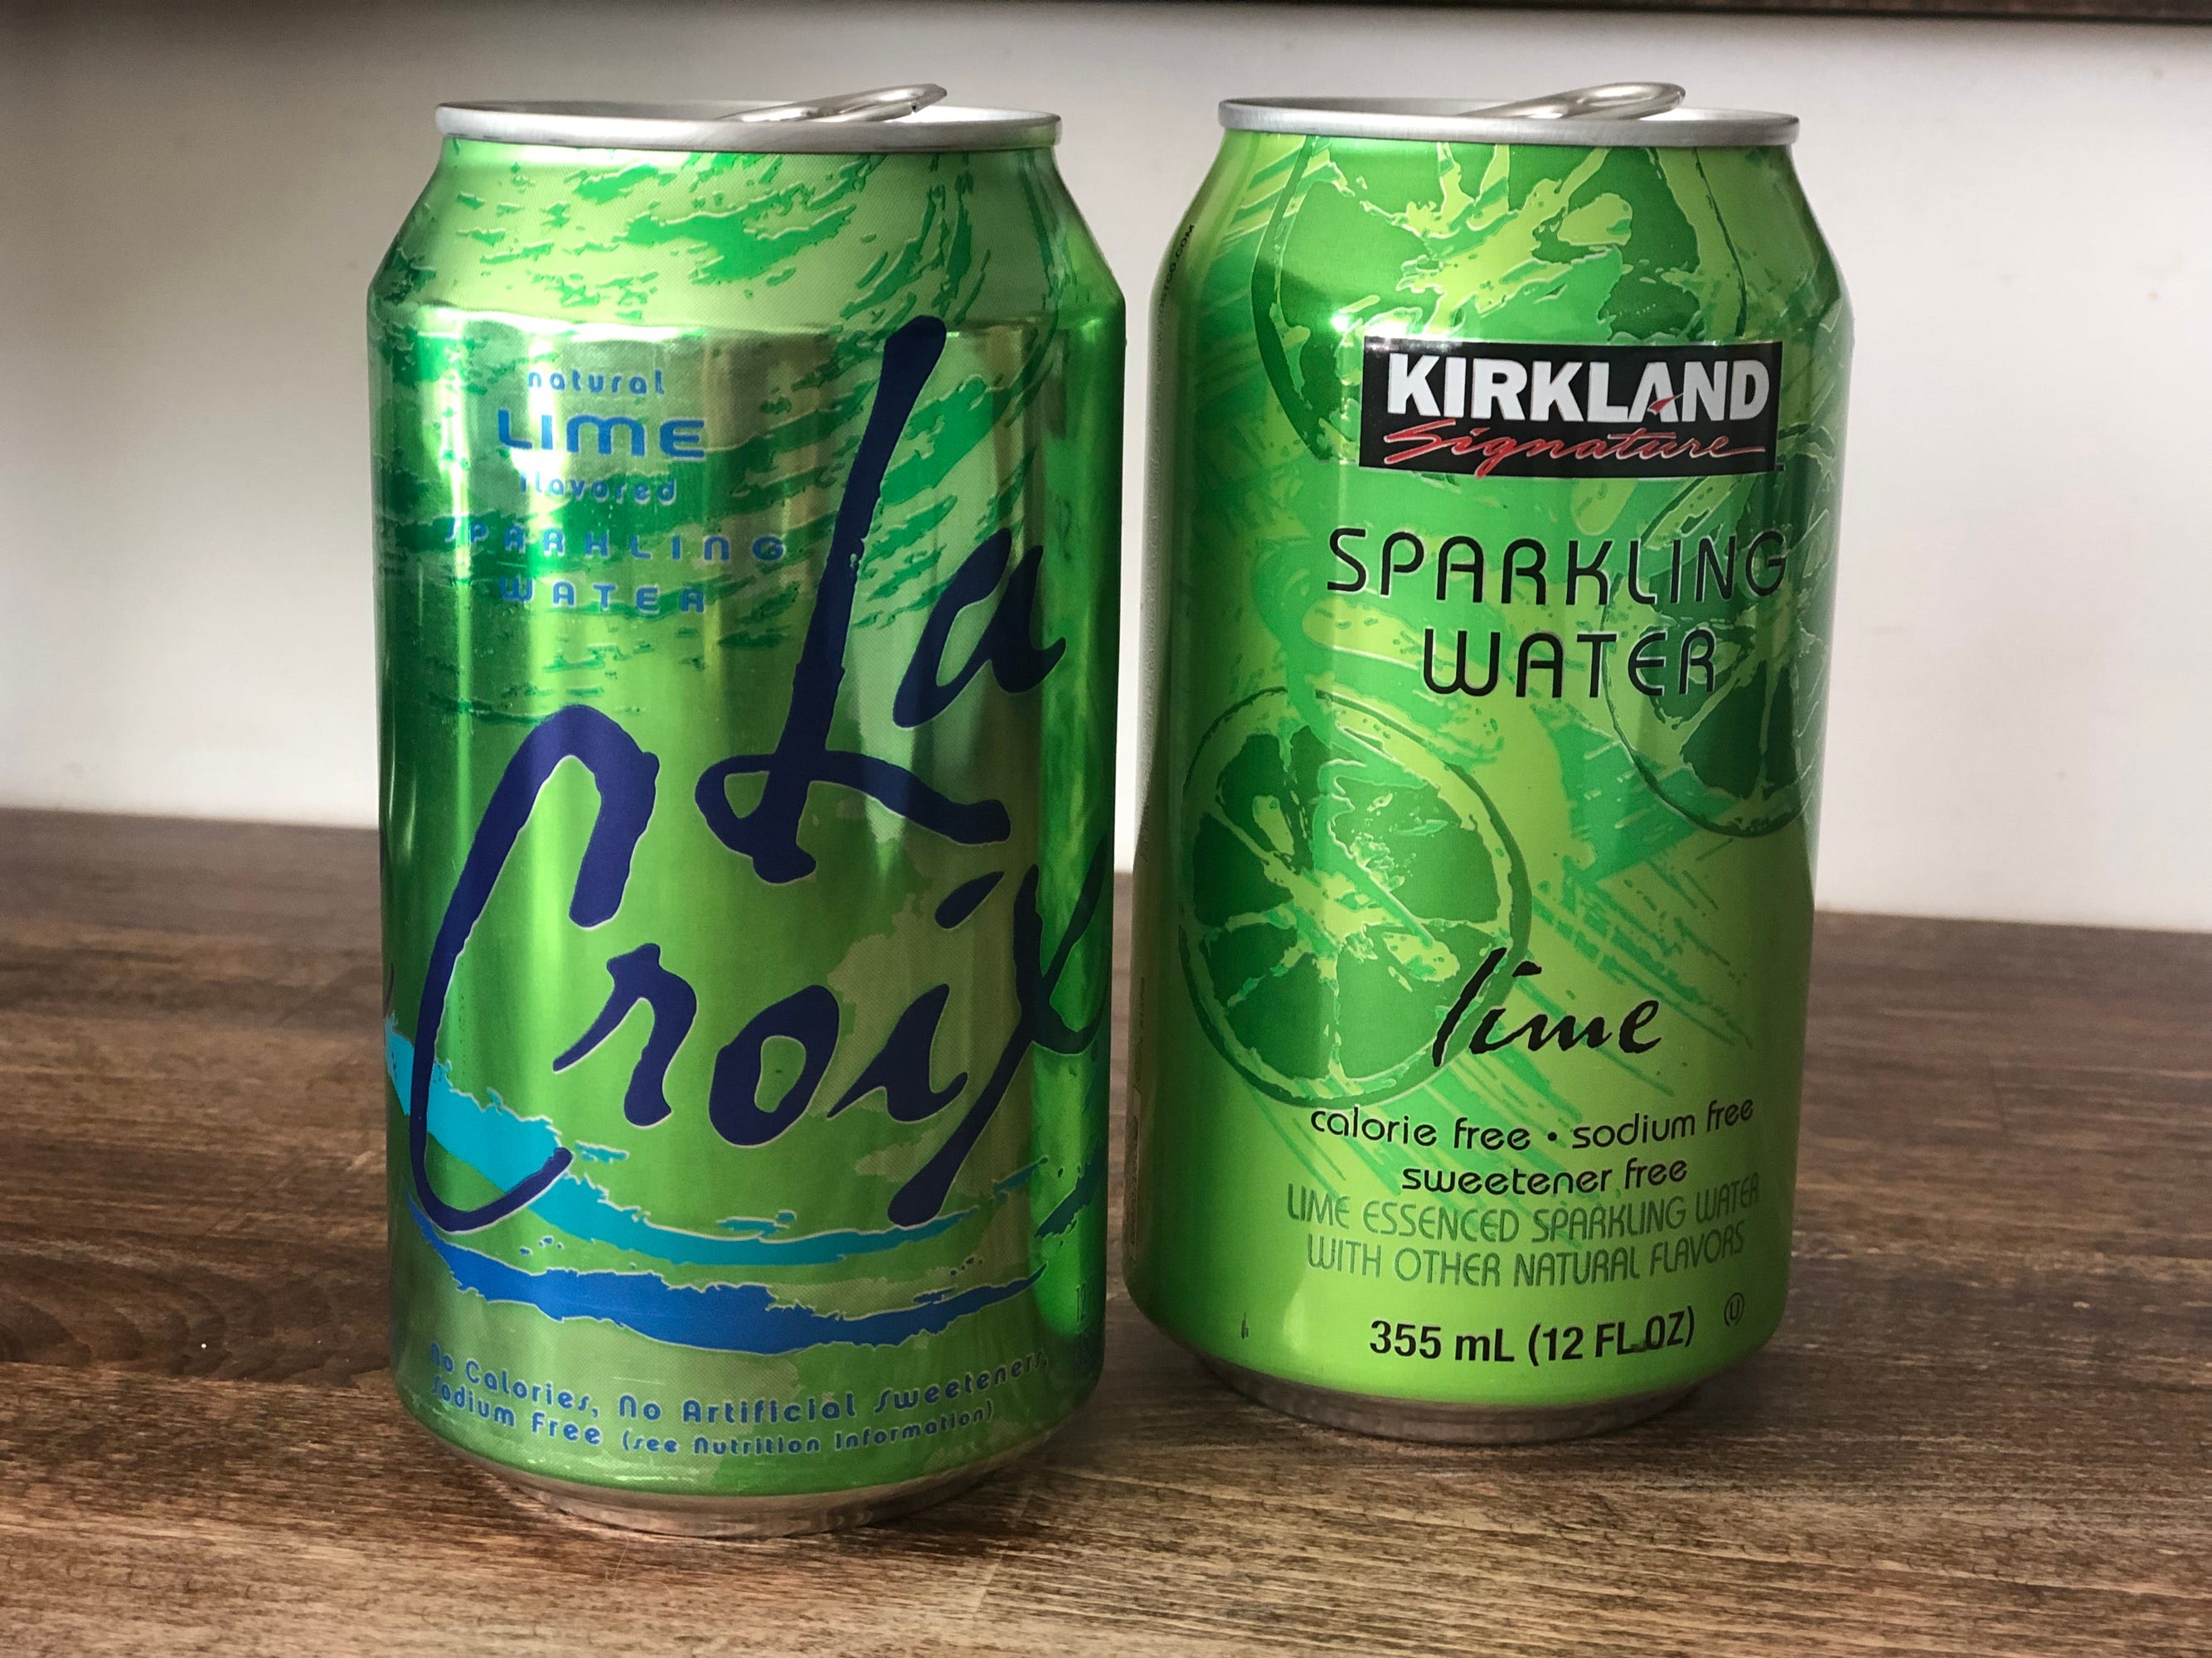 natural
LIME
flavored
SPARKLING
WATER
La
Croix
No Calories, No Artificial Sweeteners,
Sodium Free (see Nutrition Information)
KIRKLAND
Signature
SPARKLING
WATER
lime
calorie free • sodium free
sweetener free
LIME ESSENCED SPARKLING WATER
WITH OTHER NATURAL FLAVORS
355 mL (12 FL OZ)
U